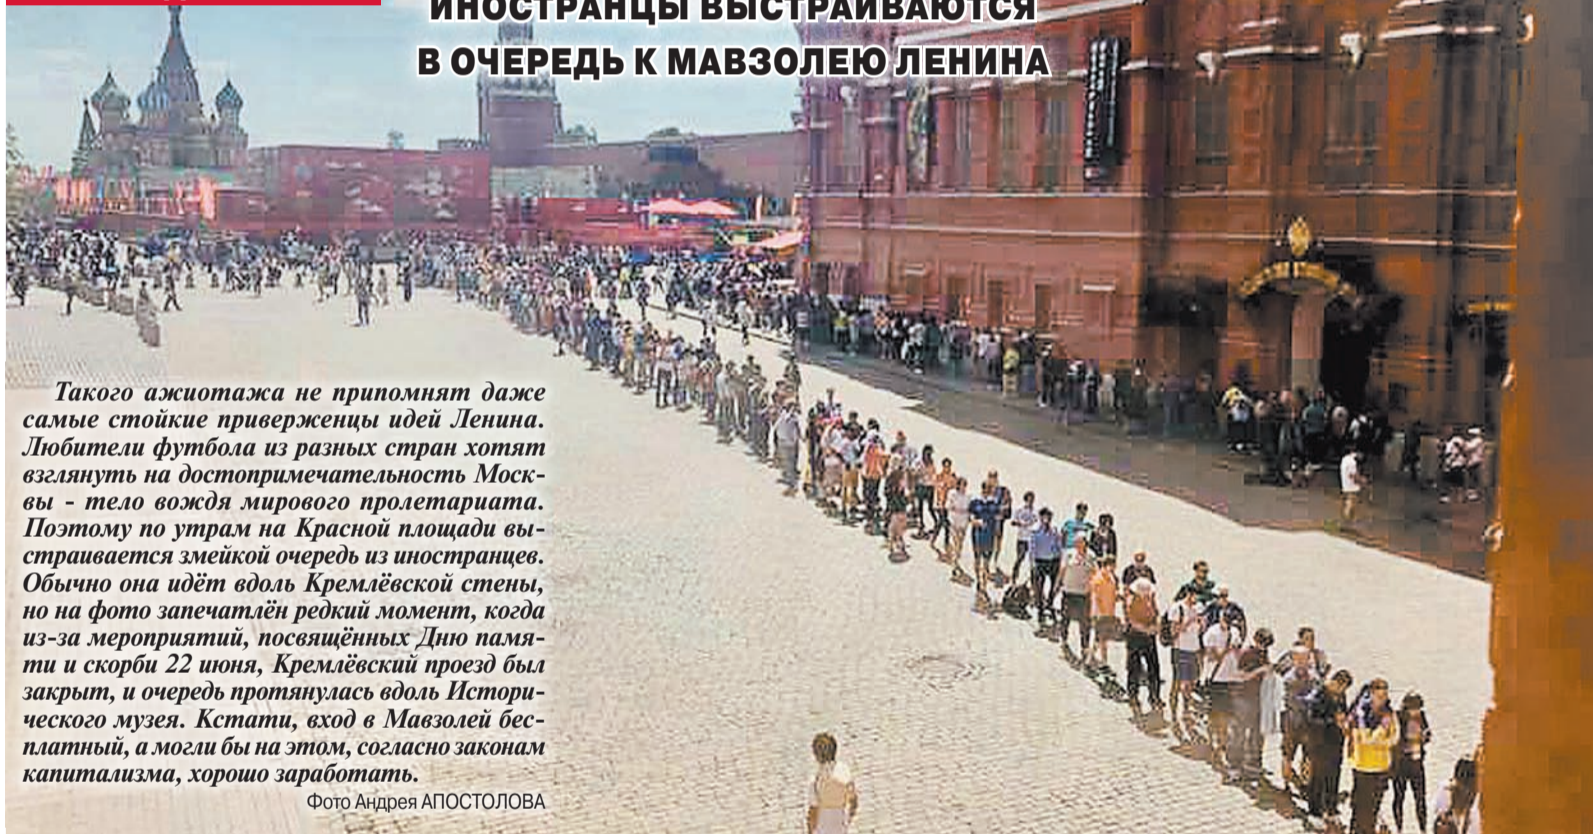 ИНОСТРАНЦЫ ВЫСТРАИВАЮТСЯ
В ОЧЕРЕДЬ К МАВЗОЛЕЮ ЛЕНИНА
Такого ажиотажа не припомнят даже
самые стойкие приверженцы идей Ленина.
Любители футбола из разных стран хотят
взглянуть на достопримечательность Моск-
вы - тело вождя мирового пролетариата.
Поэтому по утрам на Красной площади вы-
страивается змейкой очередь из иностранцев.
Обычно она идёт вдоль Кремлёвской стены,
но на фото запечатлён редкий момент, когда
из-за мероприятий, посвящённых Дню памя-
ти и скорби 22 июня, Кремлёвский проезд был
закрыт, и очередь протянулась вдоль Истори-
ческого музея. Кстати, вход в Мавзолей бес-
платный, а могли бы на этом, согласно законам
капитализма, хорошо заработать.
Фото Андрея АПОСТОЛОВА